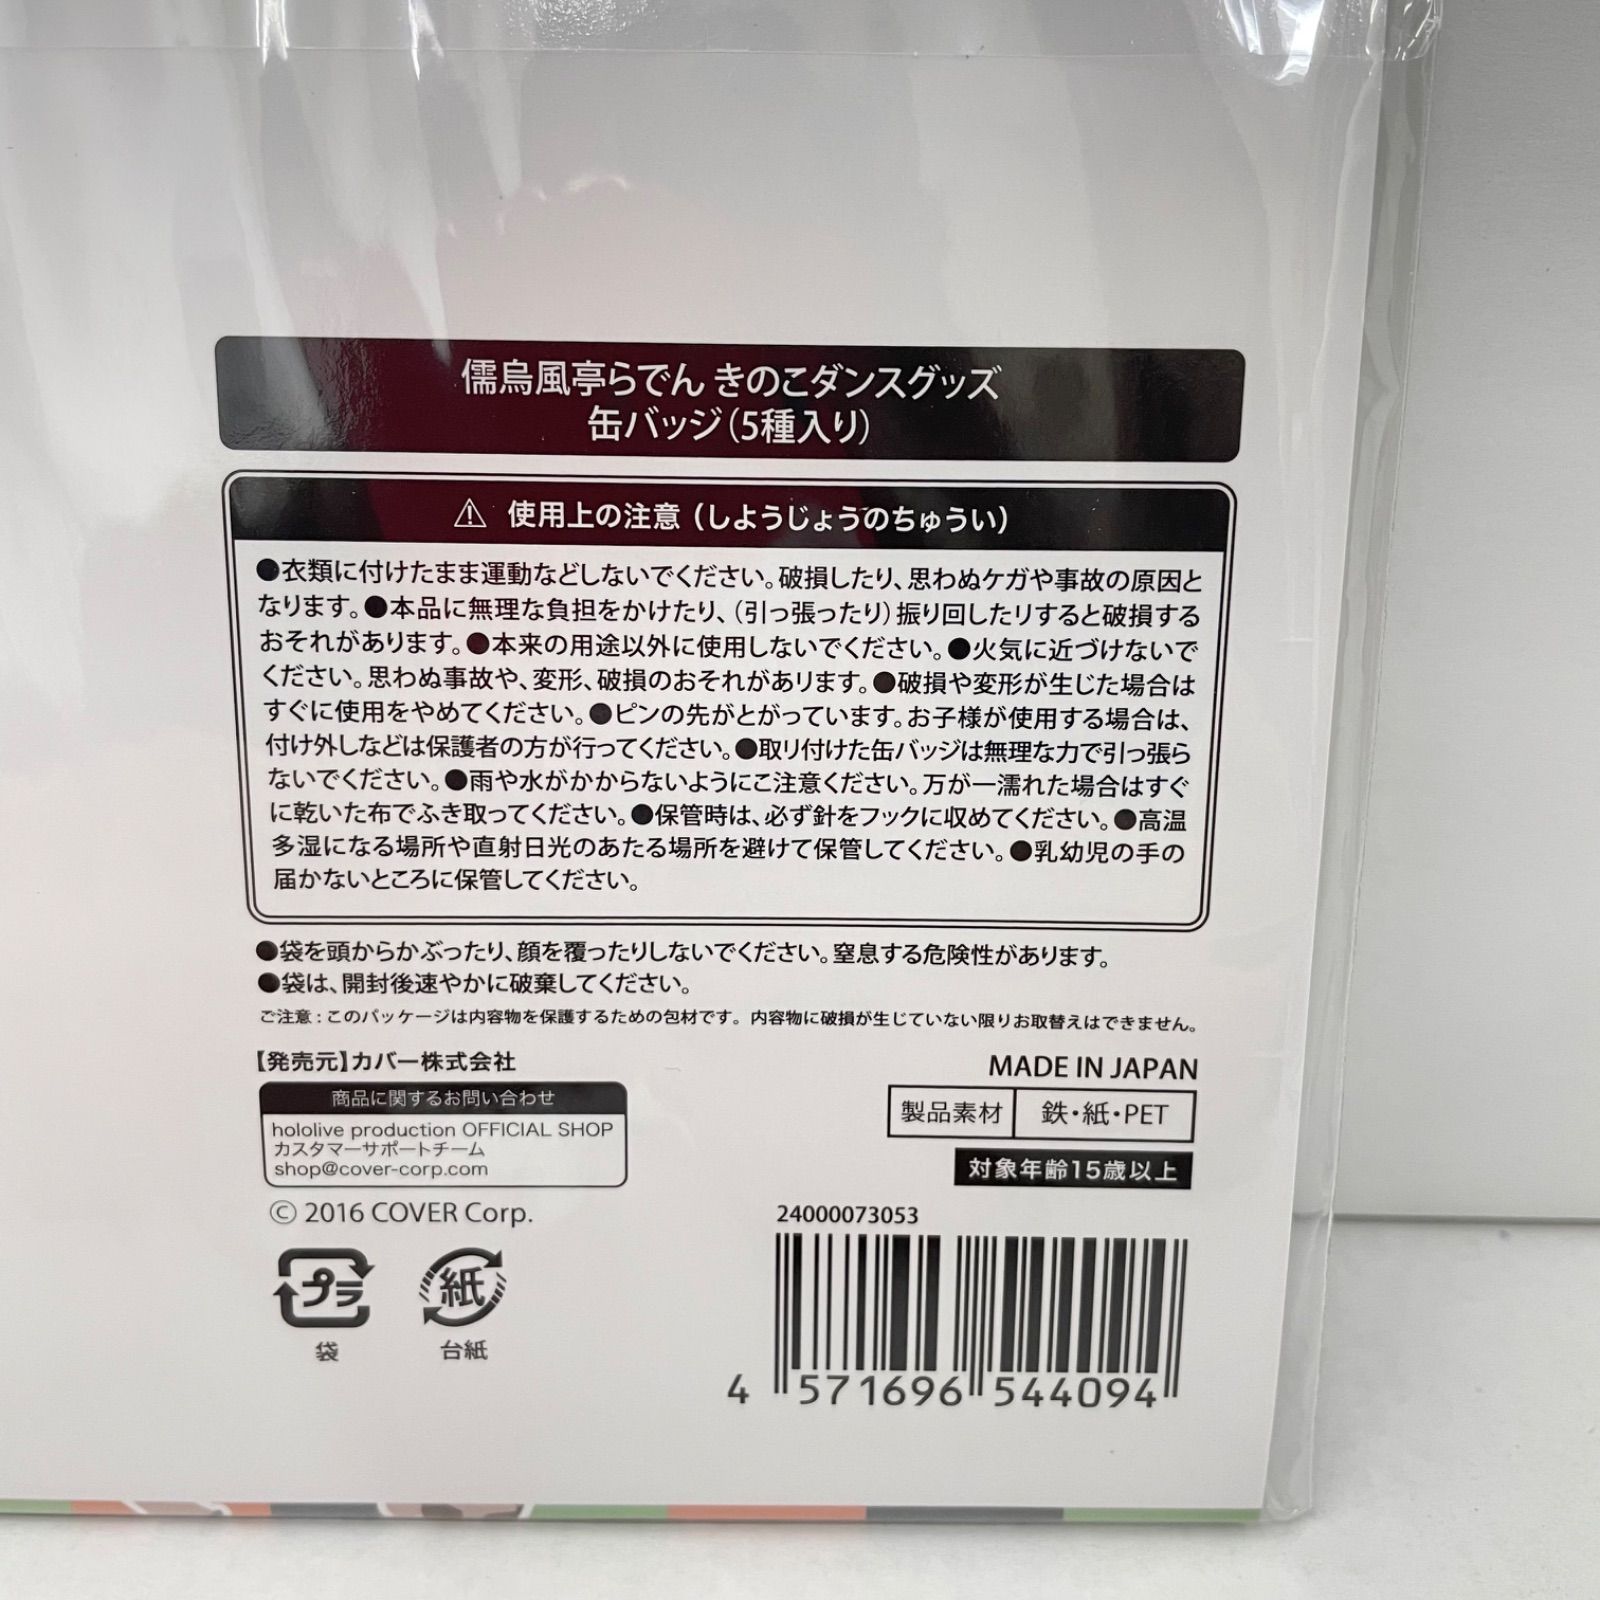 儒烏風亭らでん きのこダンスグッズ
缶バッジ（5種入り）
⚠ 使用上の注意（しようじょうのちゅうい）
●衣類に付けたまま運動などしないでください。破損したり、思わぬケガや事故の原因と
なります。●本品に無理な負担をかけたり、（引っ張ったり）振り回したりすると破損する
おそれがあります。●本来の用途以外に使用しないでください。●火気に近づけないで
ください。思わぬ事故や、変形、破損のおそれがあります。●破損や変形が生じた場合は
すぐに使用をやめてください。●ピンの先がとがっています。お子様が使用する場合は、
付け外しなどは保護者の方が行ってください。●取り付けた缶バッジは無理な力で引っ張ら
ないでください。●雨や水がかからないようにご注意ください。万が一濡れた場合はすぐ
に乾いた布でふき取ってください。●保管時は、必ず針をフックに収めてください。●高温
多湿になる場所や直射日光のあたる場所を避けて保管してください。●乳幼児の手の
届かないところに保管してください。
●袋を頭からかぶったり、顔を覆ったりしないでください。窒息する危険性があります。
●袋は、開封後速やかに破棄してください。
ご注意：このパッケージは内容物を保護するための包材です。内容物に破損が生じていない限りお取替えはできません。
【発売元】カバー株式会社
商品に関するお問い合わせ
hololive production OFFICIAL SHOP
カスタマーサポートチーム
shop@cover-corp.com
© 2016 COVER Corp.
プラ
袋
紙
台紙
MADE IN JAPAN
製品素材 鉄・紙・PET
対象年齢15歳以上
24000073053
4 571696 544094